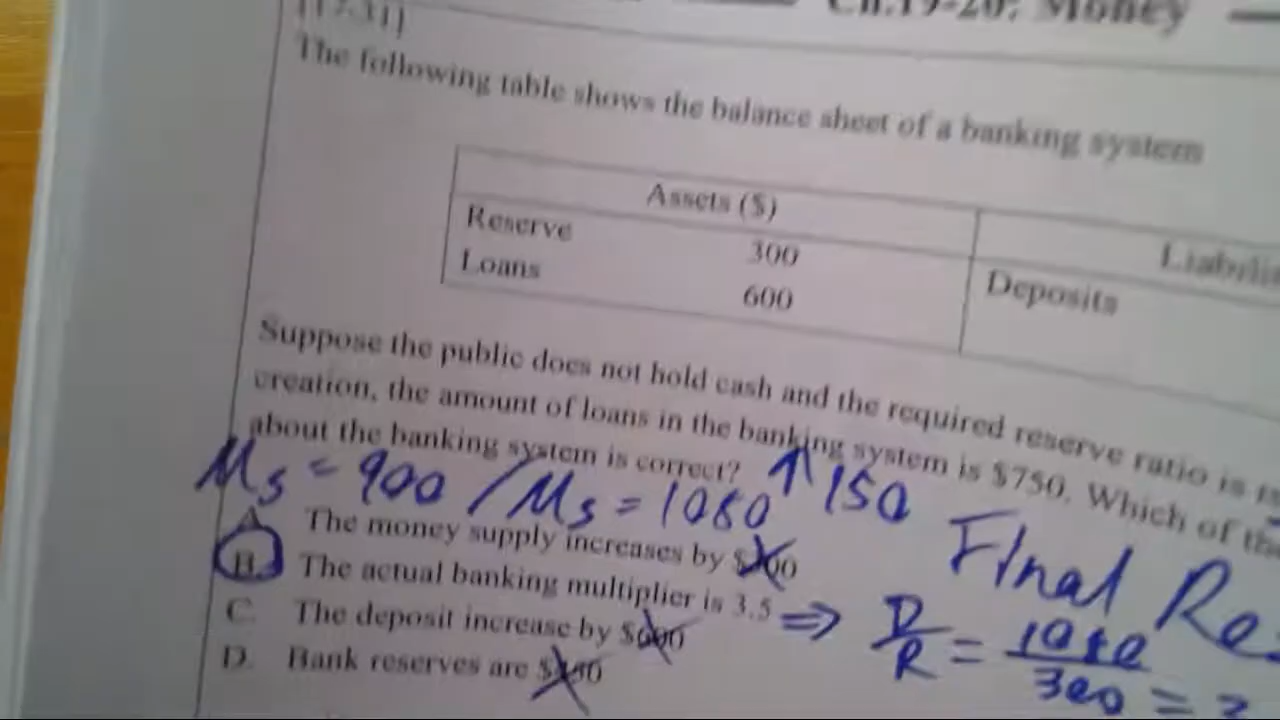 Ch.19-20: Money
The following table shows the balance sheet of a banking system
Assets ($)
Reserve 300
Loans 600
Deposits
Suppose the public does not hold cash and the required reserve ratio is
creation, the amount of loans in the banking system is $750. Which of
about the banking system is correct? ↑ 150
Ms = 900 / Ms = 1050
Final
A. The money supply increases by
B. The actual banking multiplier is 3.5 ⇒ D/R = 1050/300 =
C. The deposit increase by
D. Bank reserves are